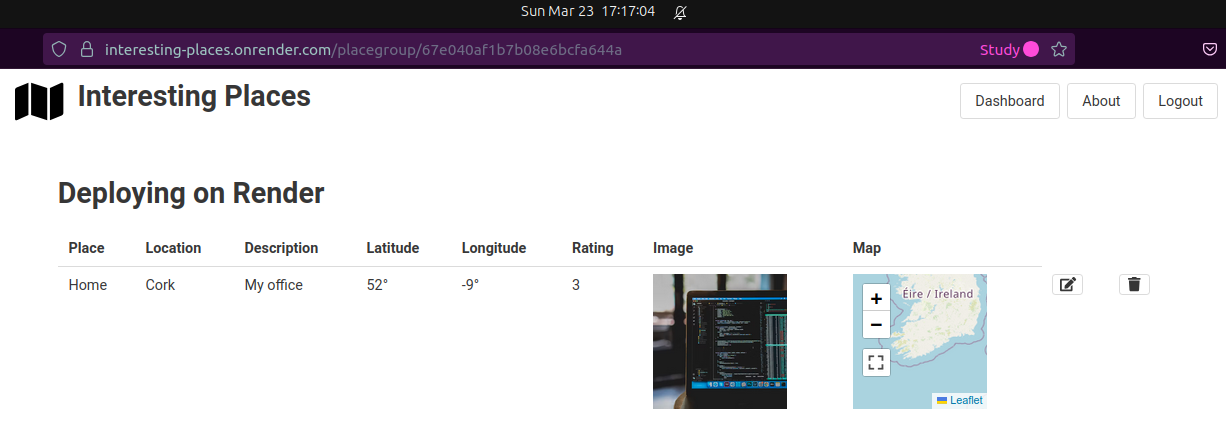 Sun Mar 23 17:17:04
interesting-places.onrender.com/placegroup/67e040af1b7b08e6bcfa644a
Study
Interesting Places
Dashboard
About
Logout
Deploying on Render
Place Location Description Latitude Longitude Rating Image Map
Home Cork My office 52° -9° 3
+
Éire / Ireland
−
Leaflet